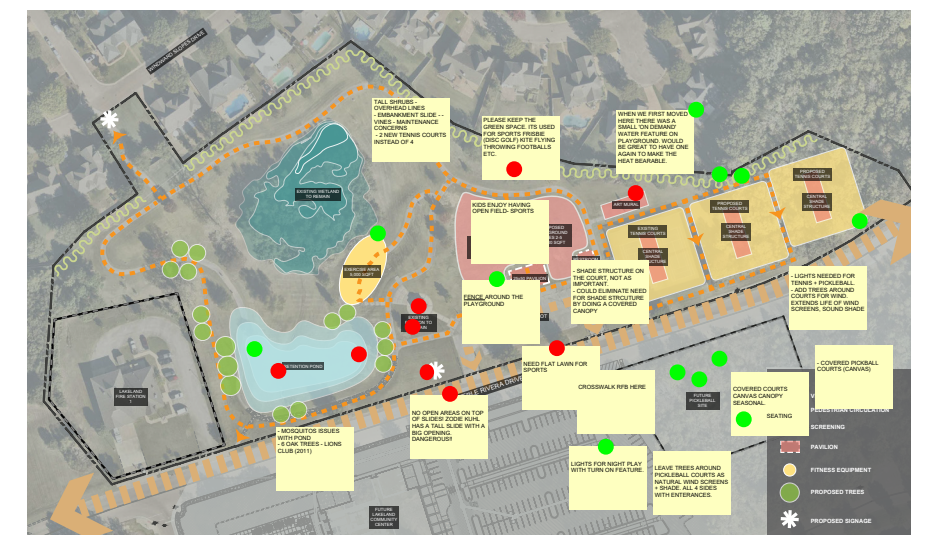 WINDWARD SLOPES DRIVE
TALL SHRUBS -
OVERHEAD LINES
- EMBANKMENT SLIDE - -
VINES - MAINTENANCE
CONCERNS
- 2 NEW TENNIS COURTS
INSTEAD OF 4
PLEASE KEEP THE
GREEN SPACE. ITS USED
FOR SPORTS FRISBIE
(DISC GOLF) KITE FLYING
THROWING FOOTBALLS
ETC.
WHEN WE FIRST MOVED
HERE THERE WAS A
SMALL 'ON DEMAND'
WATER FEATURE ON
PLAYGROUND. WOULD
BE GREAT TO HAVE ONE
AGAIN TO MAKE THE
HEAT BEARABLE.
EXISTING WETLAND
TO REMAIN
PROPOSED
TENNIS COURTS
CENTRAL
SHADE
STRUCTURE
PROPOSED
TENNIS COURTS
CENTRAL
SHADE
STRUCTURE
ART MURAL
EXISTING
TENNIS COURTS
CENTRAL
SHADE
KIDS ENJOY HAVING
OPEN FIELD- SPORTS
EXERCISE AREA
PAVILION
FENCE AROUND THE
PLAYGROUND
- SHADE STRUCTURE ON
THE COURT, NOT AS
IMPORTANT.
- COULD ELIMINATE NEED
FOR SHADE STRCUTURE
BY DOING A COVERED
CANOPY
- LIGHTS NEEDED FOR
TENNIS + PICKLEBALL.
- ADD TREES AROUND
COURTS FOR WIND.
EXTENDS LIFE OF WIND
SCREENS, SOUND SHADE
EXISTING
RETENTION POND
LAKELAND
FIRE STATION
1
RIVERA DRIVE
NEED FLAT LAWN FOR
SPORTS
CROSSWALK RFB HERE
FUTURE
PICKLEBALL
SITE
COVERED COURTS
CANVAS CANOPY
SEASONAL.
- COVERED PICKBALL
COURTS (CANVAS)
NO OPEN AREAS ON TOP
OF SLIDES! ZODIE KUHL
HAS A TALL SLIDE WITH A
BIG OPENING.
DANGEROUS!!
- MOSQUITOS ISSUES
WITH POND
- 6 OAK TREES - LIONS
CLUB (2011)
LIGHTS FOR NIGHT PLAY
WITH TURN ON FEATURE.
LEAVE TREES AROUND
PICKLEBALL COURTS AS
NATURAL WIND SCREENS
+ SHADE. ALL 4 SIDES
WITH ENTERANCES.
FUTURE
LAKELAND
COMMUNITY
CENTER
PEDESTRIAN CIRCULATION
SEATING
SCREENING
PAVILION
FITNESS EQUIPMENT
PROPOSED TREES
PROPOSED SIGNAGE